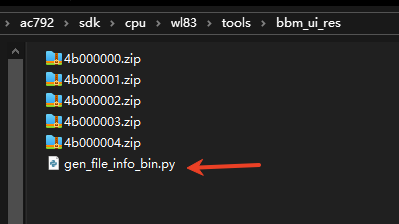 ac792 > sdk > cpu > wl83 > tools > bbm_ui_res
4b000000.zip
4b000001.zip
4b000002.zip
4b000003.zip
4b000004.zip
gen_file_info_bin.py